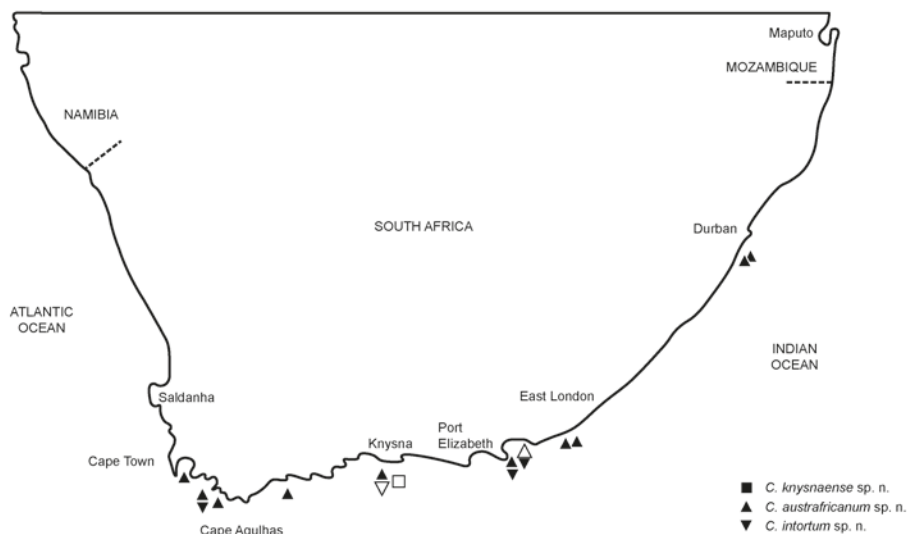 Maputo
MOZAMBIQUE
NAMIBIA
SOUTH AFRICA
Durban
ATLANTIC
OCEAN
INDIAN
OCEAN
Saldanha
East London
Port
Elizabeth
Knysna
Cape Town
Cape Agulhas
C. knysnaense sp. n.
C. austrafricanum sp. n.
C. intortum sp. n.